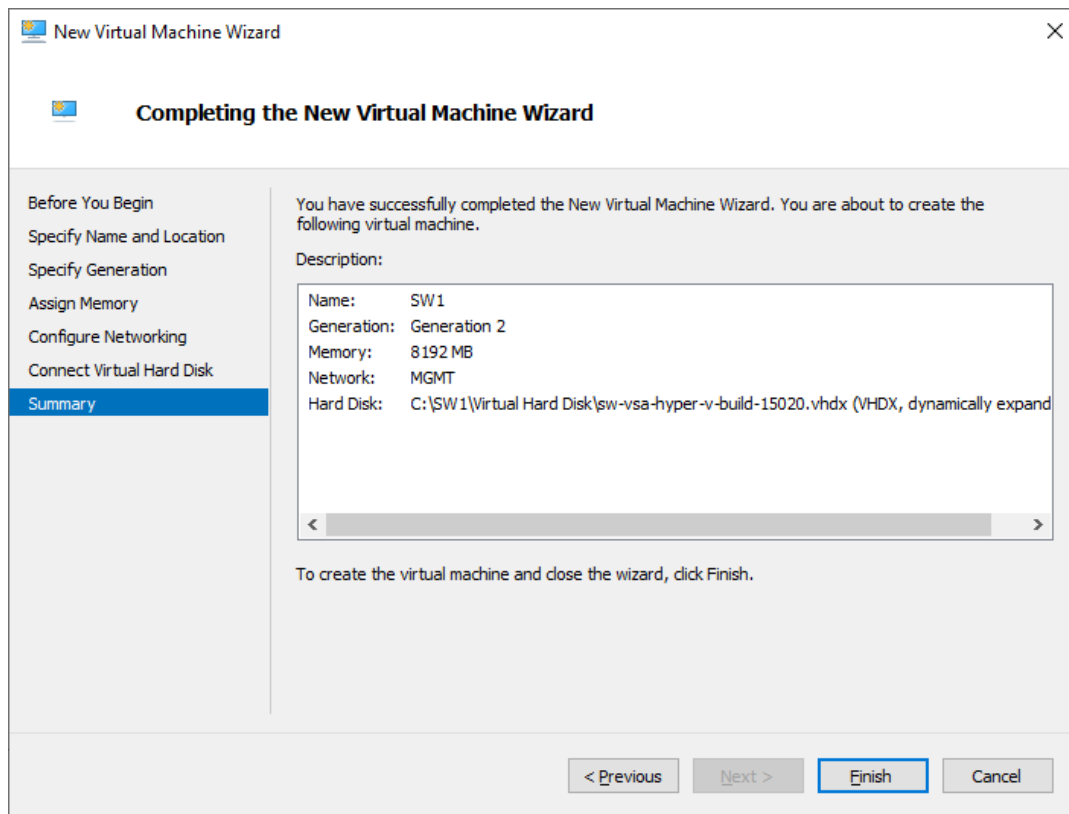 New Virtual Machine Wizard
Completing the New Virtual Machine Wizard
Before You Begin
Specify Name and Location
Specify Generation
Assign Memory
Configure Networking
Connect Virtual Hard Disk
Summary
You have successfully completed the New Virtual Machine Wizard. You are about to create the
following virtual machine.
Description:
Name: SW1
Generation: Generation 2
Memory: 8192 MB
Network: MGMT
Hard Disk: C:\SW1\Virtual Hard Disk\sw-vsa-hyper-v-build-15020.vhdx (VHDX, dynamically expand
To create the virtual machine and close the wizard, click Finish.
< Previous Next > Finish Cancel